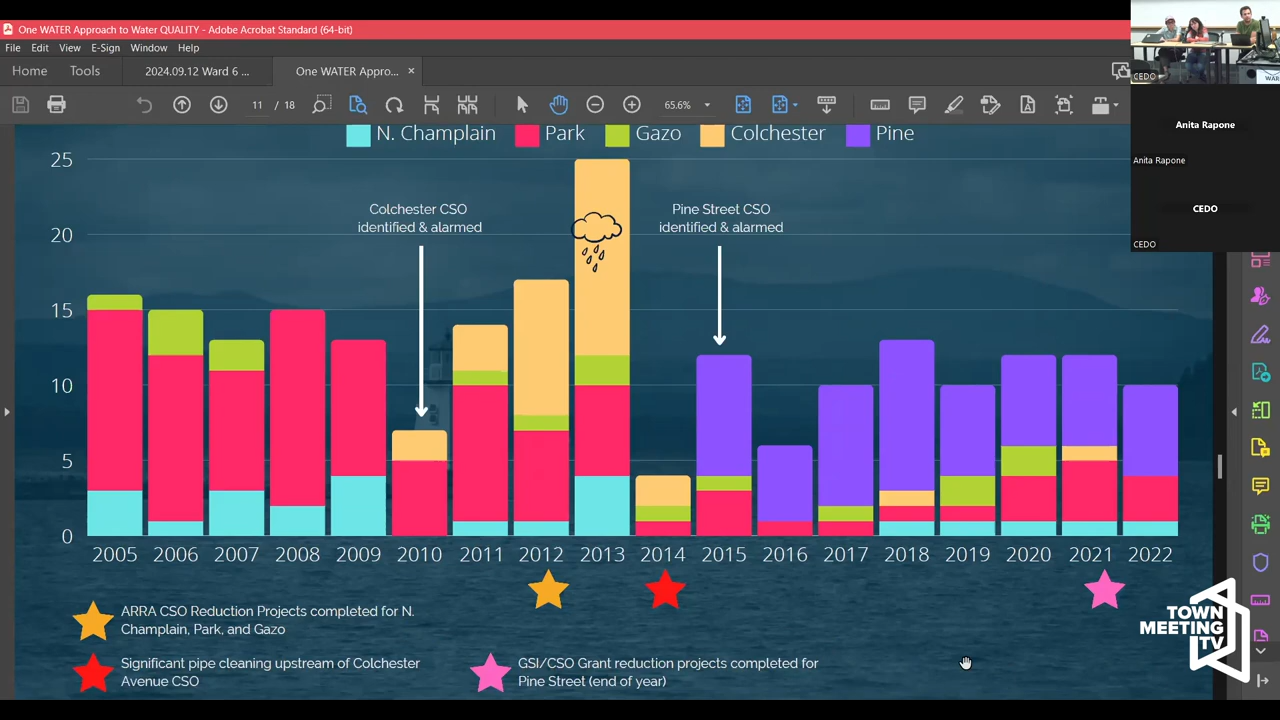 One WATER Approach to Water QUALITY - Adobe Acrobat Standard (64-bit)
File Edit View E-Sign Window Help
Home Tools 2024.09.12 Ward 6 ... One WATER Appro... ×
11 / 18 65.6%
CEDO
Anita Rapone
Anita Rapone
CEDO
CEDO
N. Champlain Park Gazo Colchester Pine
25
20
15
10
5
0
Colchester CSO
identified & alarmed
Pine Street CSO
identified & alarmed
2005 2006 2007 2008 2009 2010 2011 2012 2013 2014 2015 2016 2017 2018 2019 2020 2021 2022
ARRA CSO Reduction Projects completed for N.
Champlain, Park, and Gazo
Significant pipe cleaning upstream of Colchester
Avenue CSO
GSI/CSO Grant reduction projects completed for
Pine Street (end of year)
TOWN
MEETING
TV